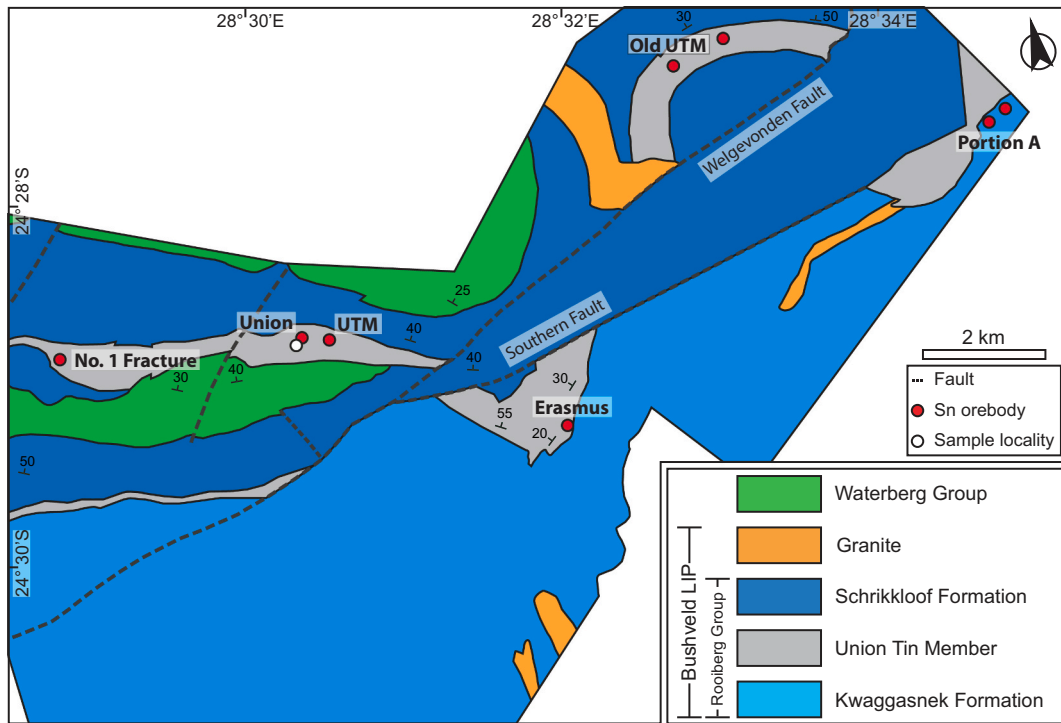 28° 30'E
28° 32'E
28° 34'E
30
50
Old UTM
Welgevonden Fault
Portion A
24° 28'S
25
Union
UTM
40
Southern Fault
40
No. 1 Fracture
30
40
30
Erasmus
55
20
50
24° 30'S
2 km
Fault
Sn orebody
Sample locality
Waterberg Group
Granite
Schrikkloof Formation
Union Tin Member
Kwaggasnek Formation
Bushveld LIP
Rooiberg Group